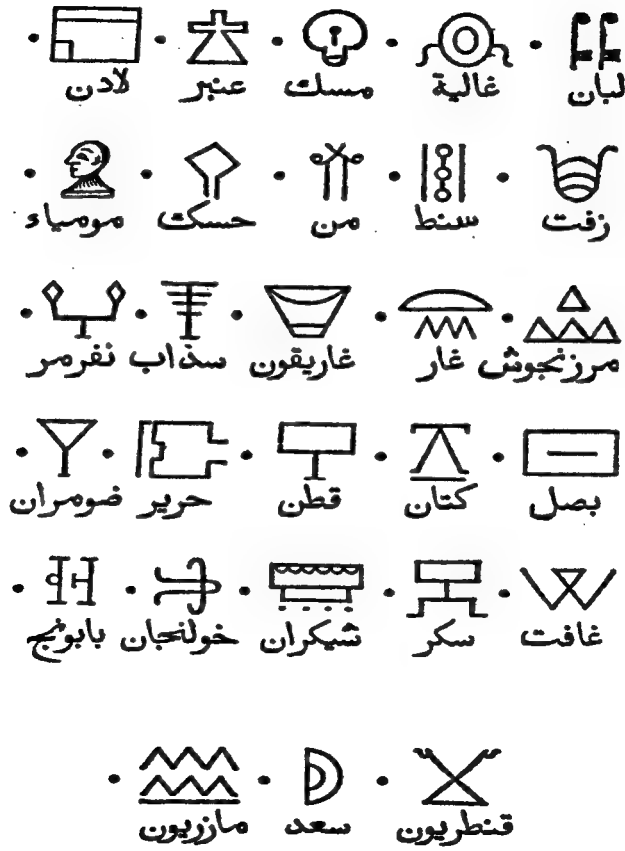 لبان غالية مسك عنبر لادن
زفت سنط من حسك مومياء
مرزنجوش غار غاريقون سذاب نفرمر
بصل كتان قطن حرير ضومران
غافت سكر شيكران خولنجان بابونج
قنطريون سعد مازريون